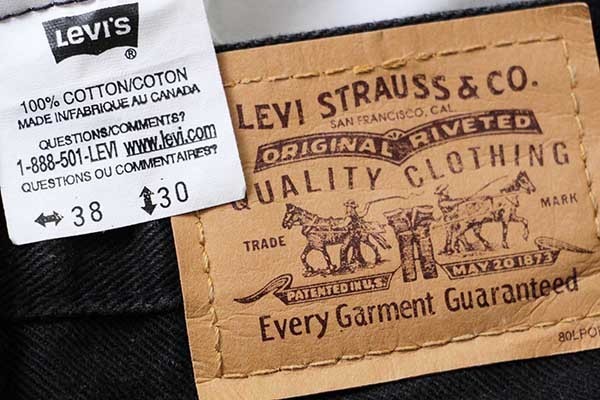 LEVI'S
®
100% COTTON/COTON
MADE IN/FABRIQUE AU CANADA
QUESTIONS/COMMENTS?
1-888-501-LEVI www.levi.com
QUESTIONS OU COMMENTAIRES?
38 30
LEVI STRAUSS & CO.
SAN FRANCISCO, CAL
ORIGINAL RIVETED
QUALITY CLOTHING
TRADE MARK
PATENTED IN U.S. MAY 20 1873
Every Garment Guaranteed